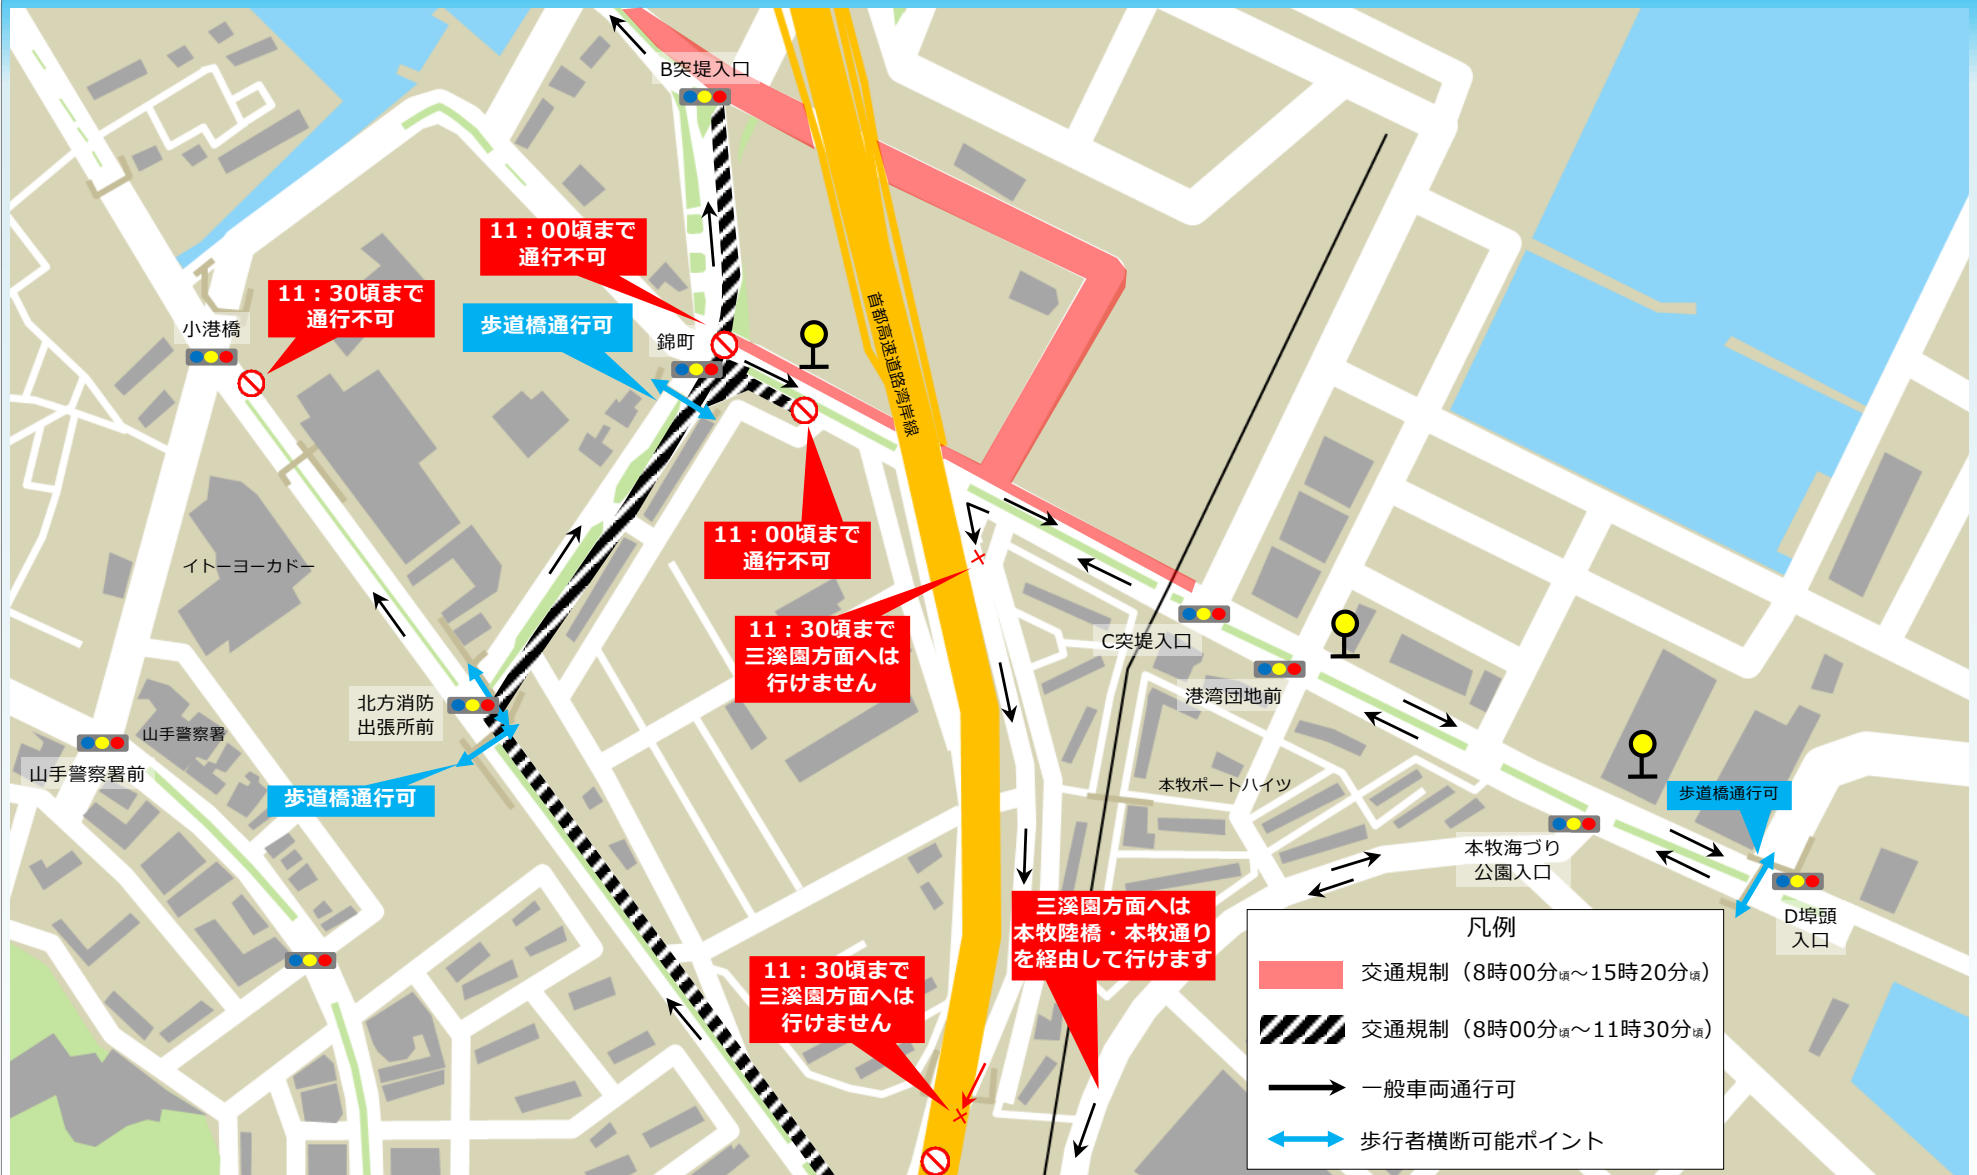 B突堤入口
11：00頃まで
通行不可
11：30頃まで
通行不可
小港橋
歩道橋通行可
錦町
首都高速道路湾岸線
11：00頃まで
通行不可
イトーヨーカドー
11：30頃まで
三溪園方面へは
行けません
C突堤入口
港湾団地前
北方消防
出張所前
山手警察署
山手警察署前
歩道橋通行可
本牧ポートハイツ
歩道橋通行可
本牧海づり
公園入口
D埠頭
入口
三溪園方面へは
本牧陸橋・本牧通り
を経由して行けます
11：30頃まで
三溪園方面へは
行けません
凡例
交通規制（8時00分頃～15時20分頃）
交通規制（8時00分頃～11時30分頃）
一般車両通行可
歩行者横断可能ポイント